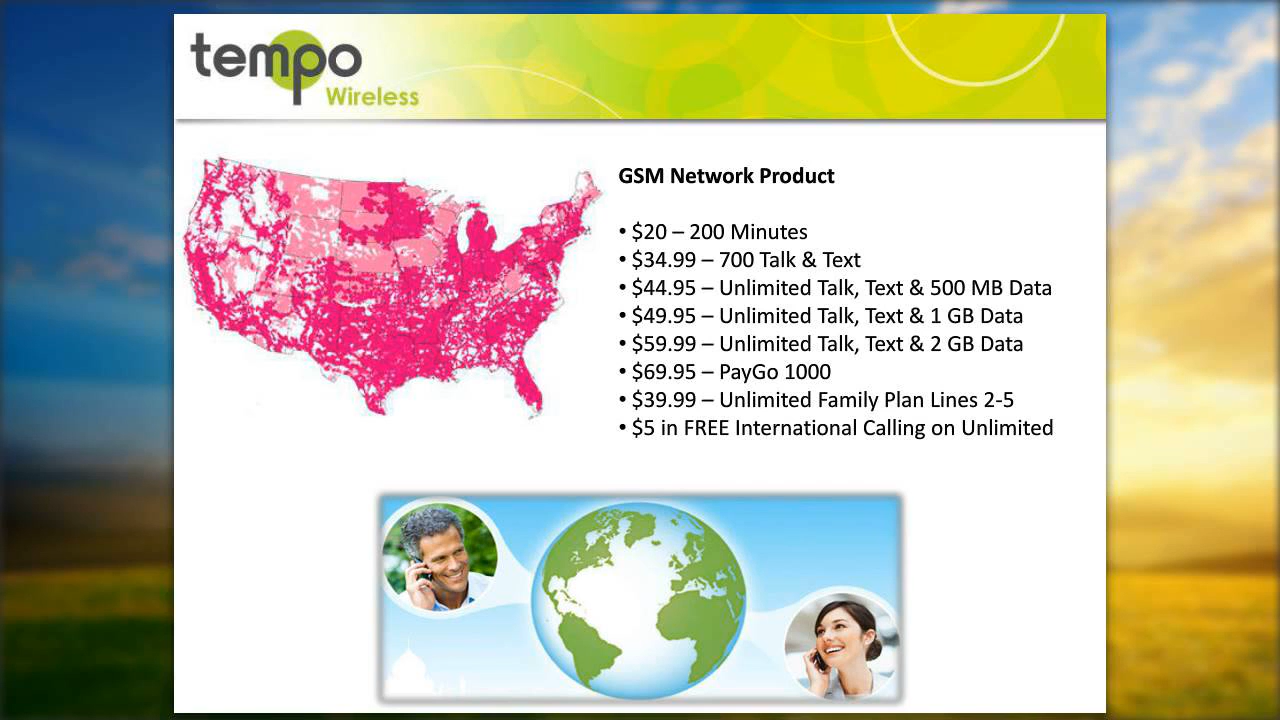 tempo
Wireless
GSM Network Product
• $20 – 200 Minutes
• $34.99 – 700 Talk & Text
• $44.95 – Unlimited Talk, Text & 500 MB Data
• $49.95 – Unlimited Talk, Text & 1 GB Data
• $59.99 – Unlimited Talk, Text & 2 GB Data
• $69.95 – PayGo 1000
• $39.99 – Unlimited Family Plan Lines 2-5
• $5 in FREE International Calling on Unlimited